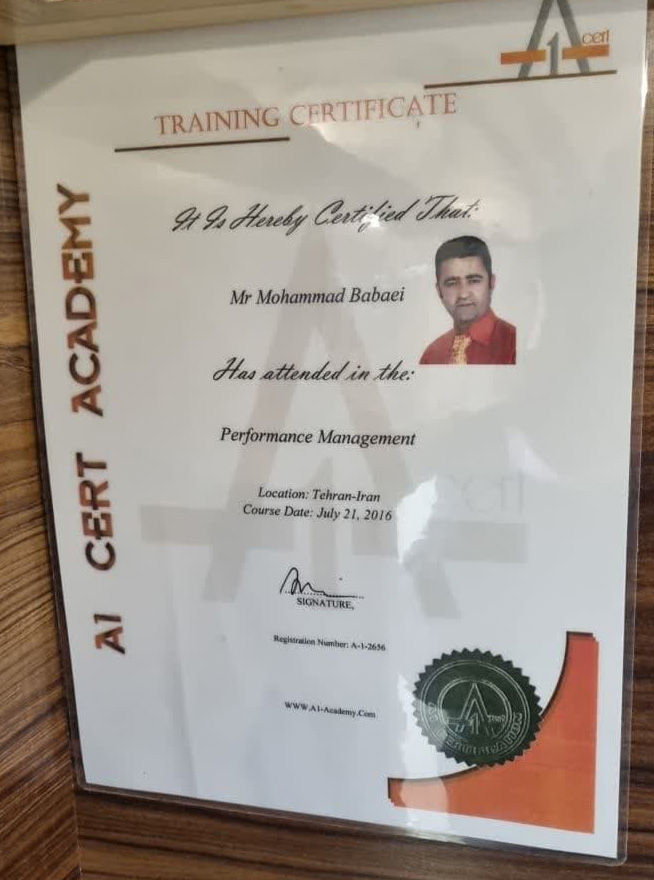 A1 cert
TRAINING CERTIFICATE
A1 CERT ACADEMY
It Is Hereby Certified That:
Mr Mohammad Babaei
Has attended in the:
Performance Management
Location: Tehran-Iran
Course Date: July 21, 2016
SIGNATURE,
Registration Number: A-1-2656
WWW.A1-Academy.Com